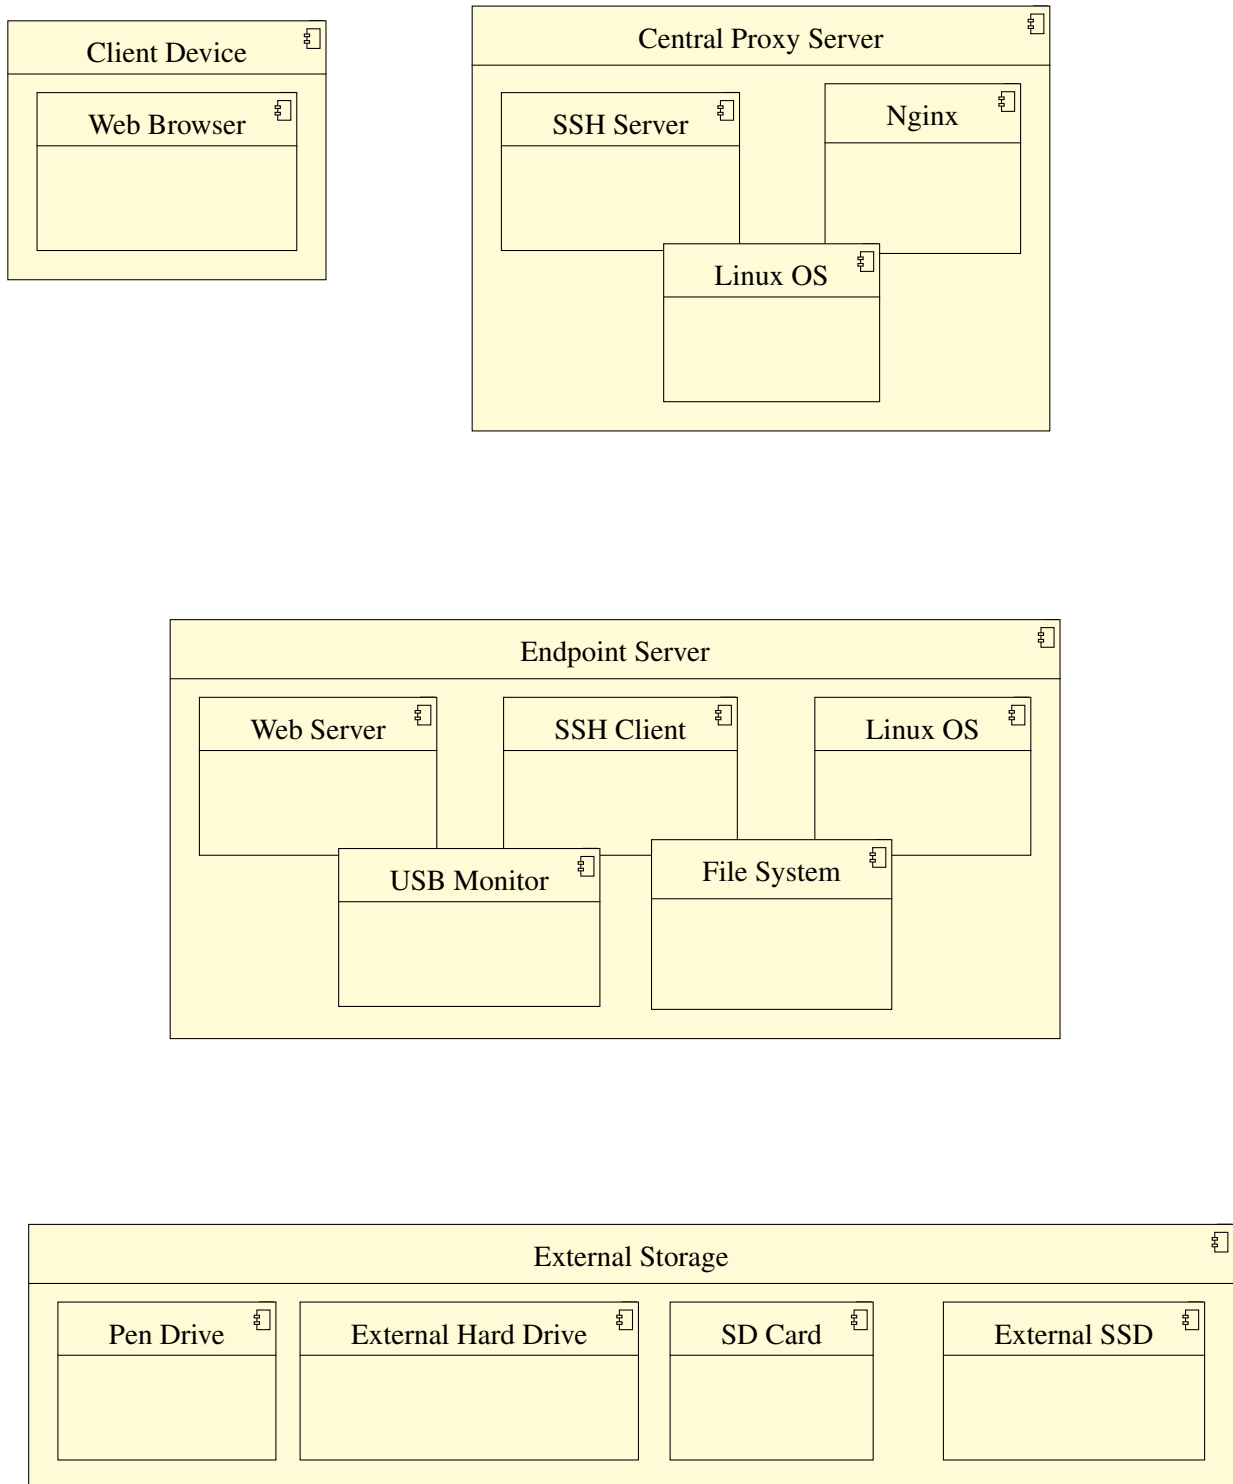 Client Device
Web Browser
Central Proxy Server
SSH Server
Nginx
Linux OS
Endpoint Server
Web Server
SSH Client
Linux OS
USB Monitor
File System
External Storage
Pen Drive
External Hard Drive
SD Card
External SSD